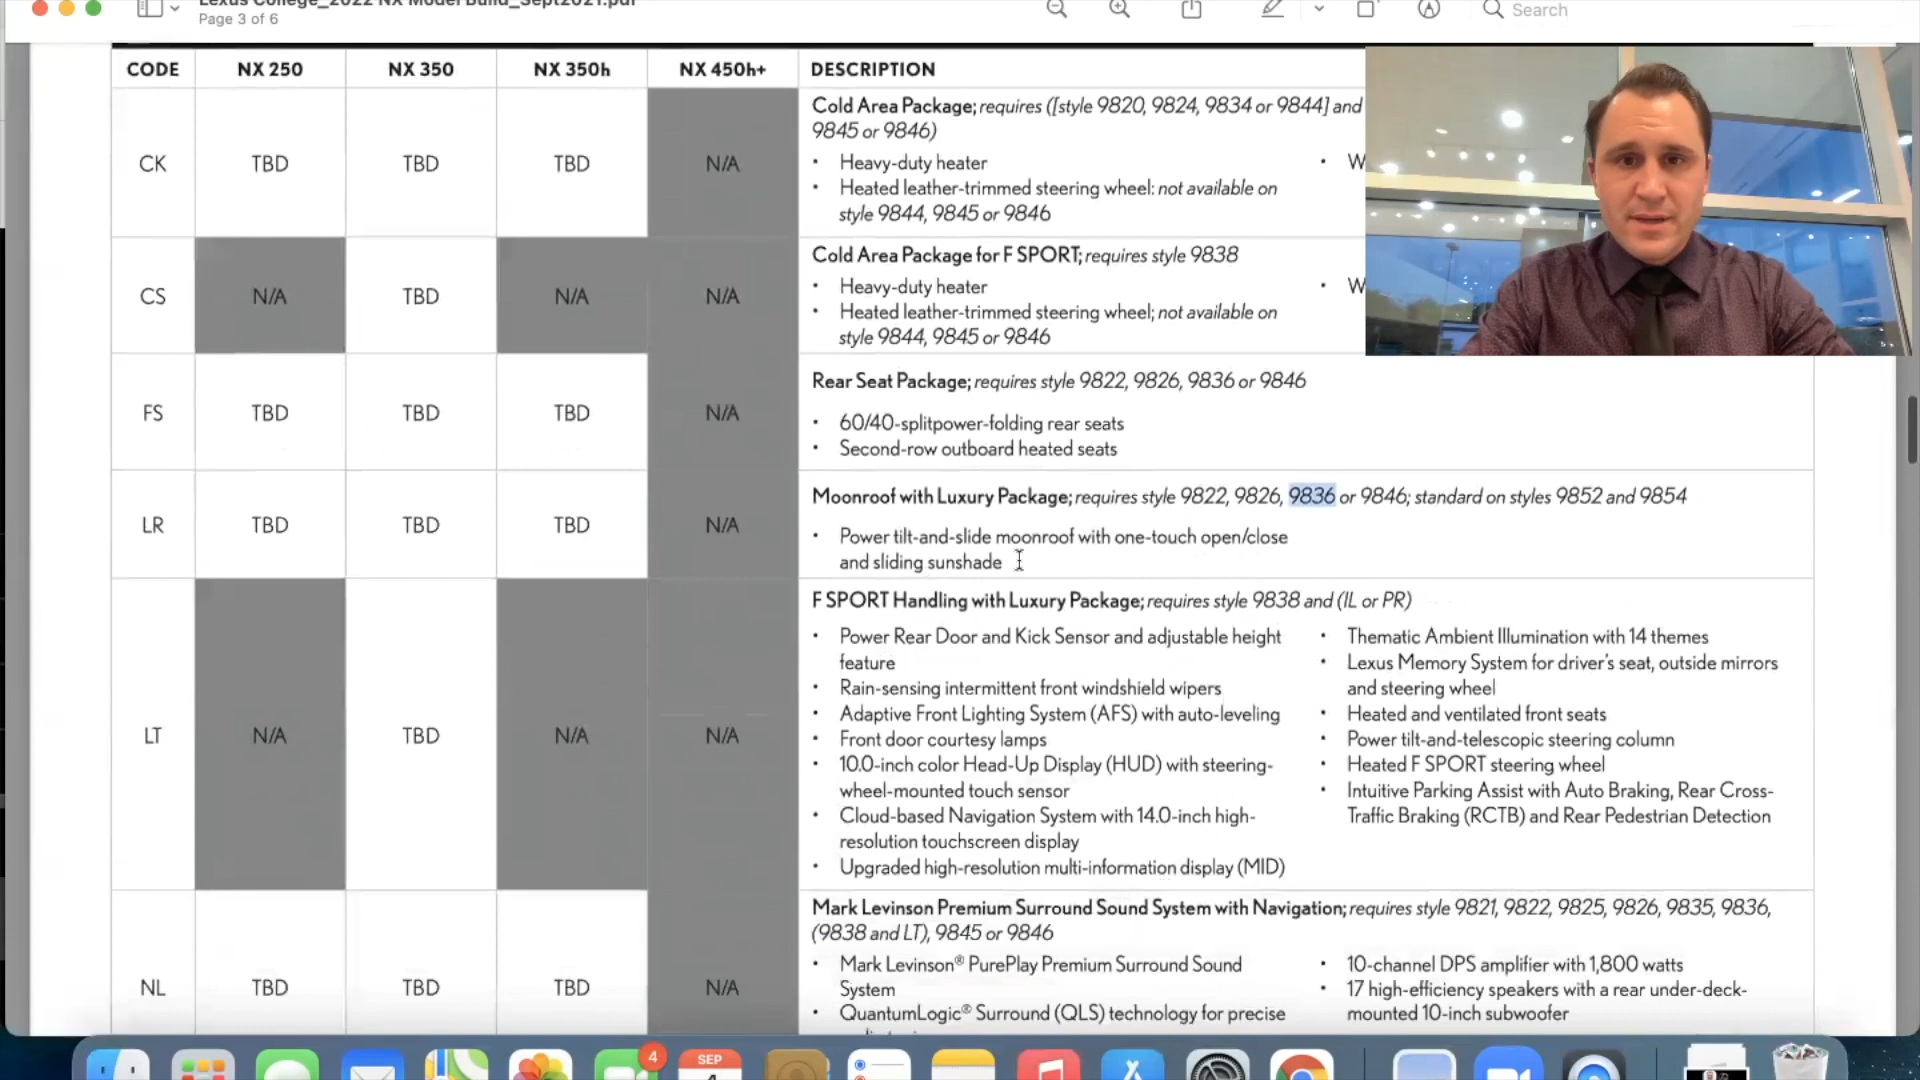 Lexus College_2022 NX Model Build_Sept2021.pdf
Page 3 of 6
Search
CODE NX 250 NX 350 NX 350h NX 450h+ DESCRIPTION
CK TBD TBD TBD N/A
Cold Area Package; requires ([style 9820, 9824, 9834 or 9844] and
9845 or 9846)
• Heavy-duty heater
• Heated leather-trimmed steering wheel: not available on
style 9844, 9845 or 9846
• W
CS N/A TBD N/A N/A
Cold Area Package for F SPORT; requires style 9838
• Heavy-duty heater
• Heated leather-trimmed steering wheel; not available on
style 9844, 9845 or 9846
• W
FS TBD TBD TBD N/A
Rear Seat Package; requires style 9822, 9826, 9836 or 9846
• 60/40-splitpower-folding rear seats
• Second-row outboard heated seats
LR TBD TBD TBD N/A
Moonroof with Luxury Package; requires style 9822, 9826, 9836 or 9846; standard on styles 9852 and 9854
• Power tilt-and-slide moonroof with one-touch open/close
and sliding sunshade
LT N/A TBD N/A N/A
F SPORT Handling with Luxury Package; requires style 9838 and (IL or PR)
• Power Rear Door and Kick Sensor and adjustable height
feature
• Rain-sensing intermittent front windshield wipers
• Adaptive Front Lighting System (AFS) with auto-leveling
• Front door courtesy lamps
• 10.0-inch color Head-Up Display (HUD) with steering-
wheel-mounted touch sensor
• Cloud-based Navigation System with 14.0-inch high-
resolution touchscreen display
• Upgraded high-resolution multi-information display (MID)
• Thematic Ambient Illumination with 14 themes
• Lexus Memory System for driver's seat, outside mirrors
and steering wheel
• Heated and ventilated front seats
• Power tilt-and-telescopic steering column
• Heated F SPORT steering wheel
• Intuitive Parking Assist with Auto Braking, Rear Cross-
Traffic Braking (RCTB) and Rear Pedestrian Detection
NL TBD TBD TBD N/A
Mark Levinson Premium Surround Sound System with Navigation; requires style 9821, 9822, 9825, 9826, 9835, 9836,
(9838 and LT), 9845 or 9846
• Mark Levinson® PurePlay Premium Surround Sound
System
• QuantumLogic® Surround (QLS) technology for precise
• 10-channel DPS amplifier with 1,800 watts
• 17 high-efficiency speakers with a rear under-deck-
mounted 10-inch subwoofer
4
SEP